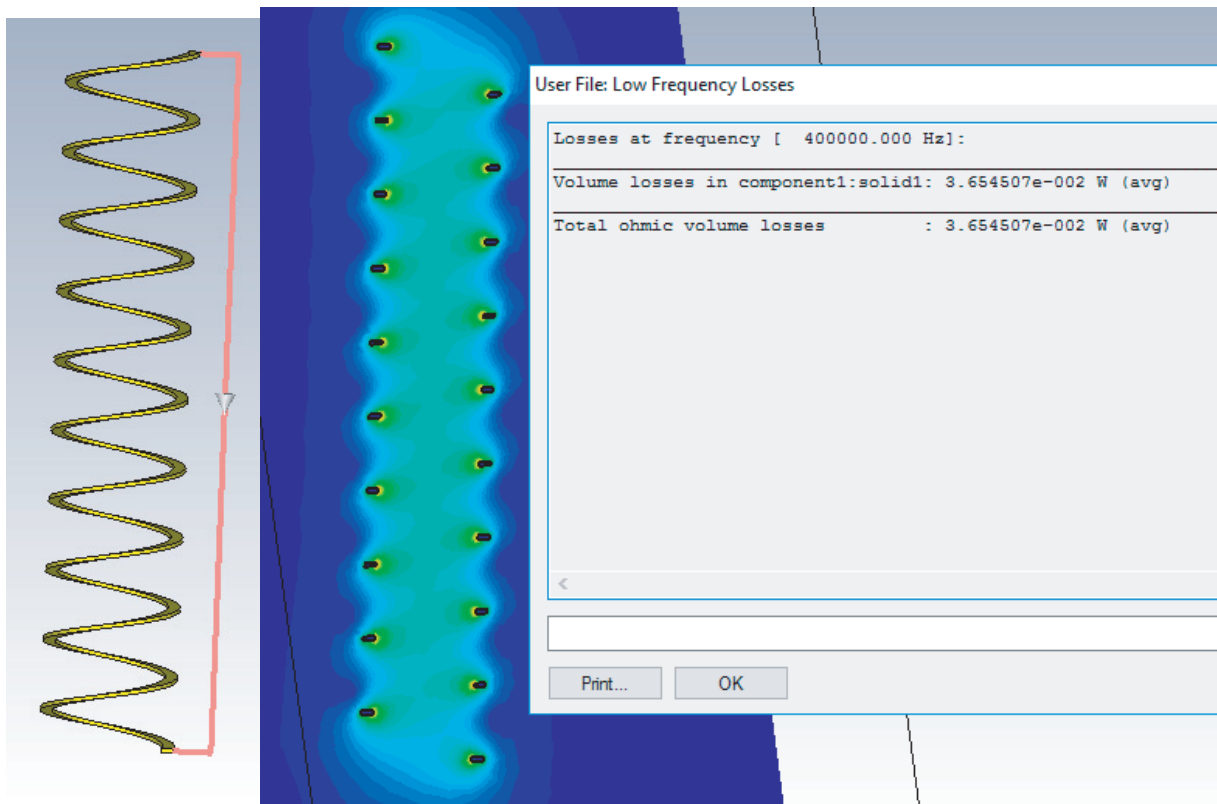 User File: Low Frequency Losses
Losses at frequency [  400000.000 Hz]:
Volume losses in component1:solid1: 3.654507e-002 W (avg)
Total ohmic volume losses         : 3.654507e-002 W (avg)
<
Print...
OK